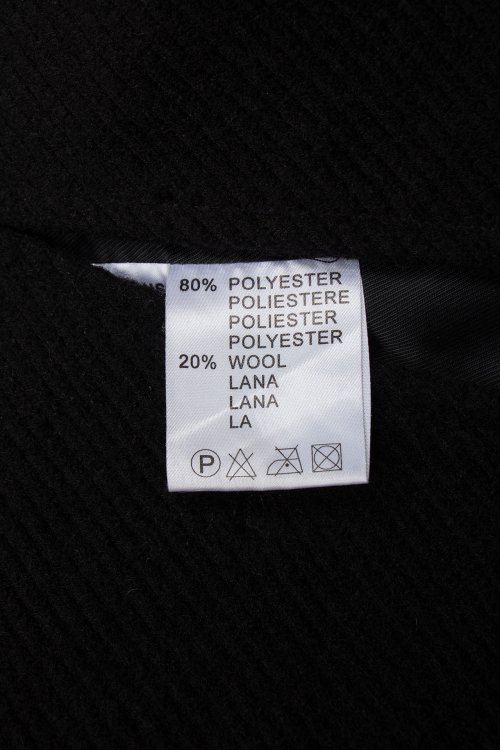 80% POLYESTER
POLIESTERE
POLIESTER
POLYESTER
20% WOOL
LANA
LANA
LA
P